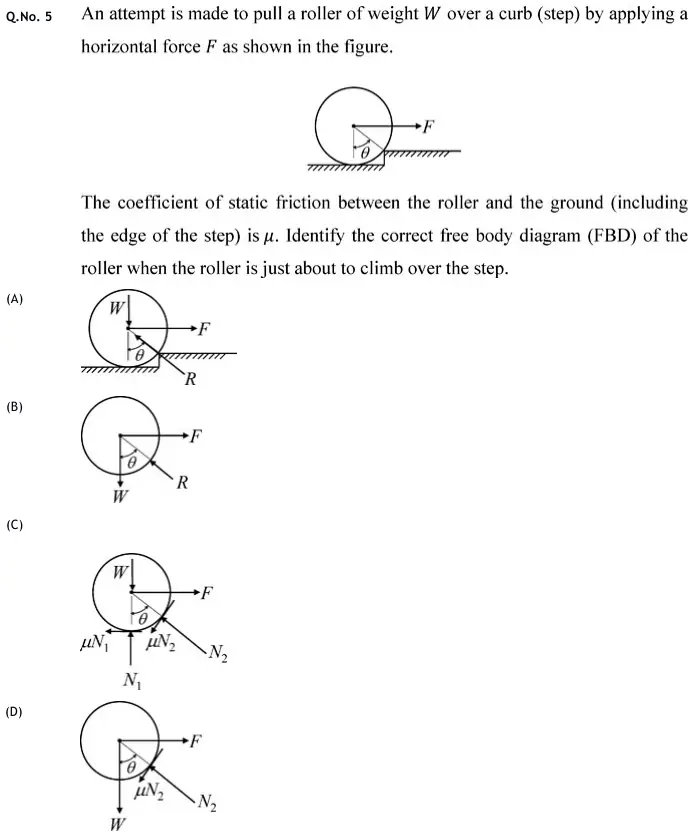 Q.No. 5 An attempt is made to pull a roller of weight W over a curb (step) by applying a
horizontal force F as shown in the figure.
F
θ
The coefficient of static friction between the roller and the ground (including
the edge of the step) is μ. Identify the correct free body diagram (FBD) of the
roller when the roller is just about to climb over the step.
(A)
W
F
θ
R
(B)
F
θ
R
W
(C)
W
F
θ
μN₁ μN₂ N₂
N₁
(D)
F
θ
μN₂ N₂
W